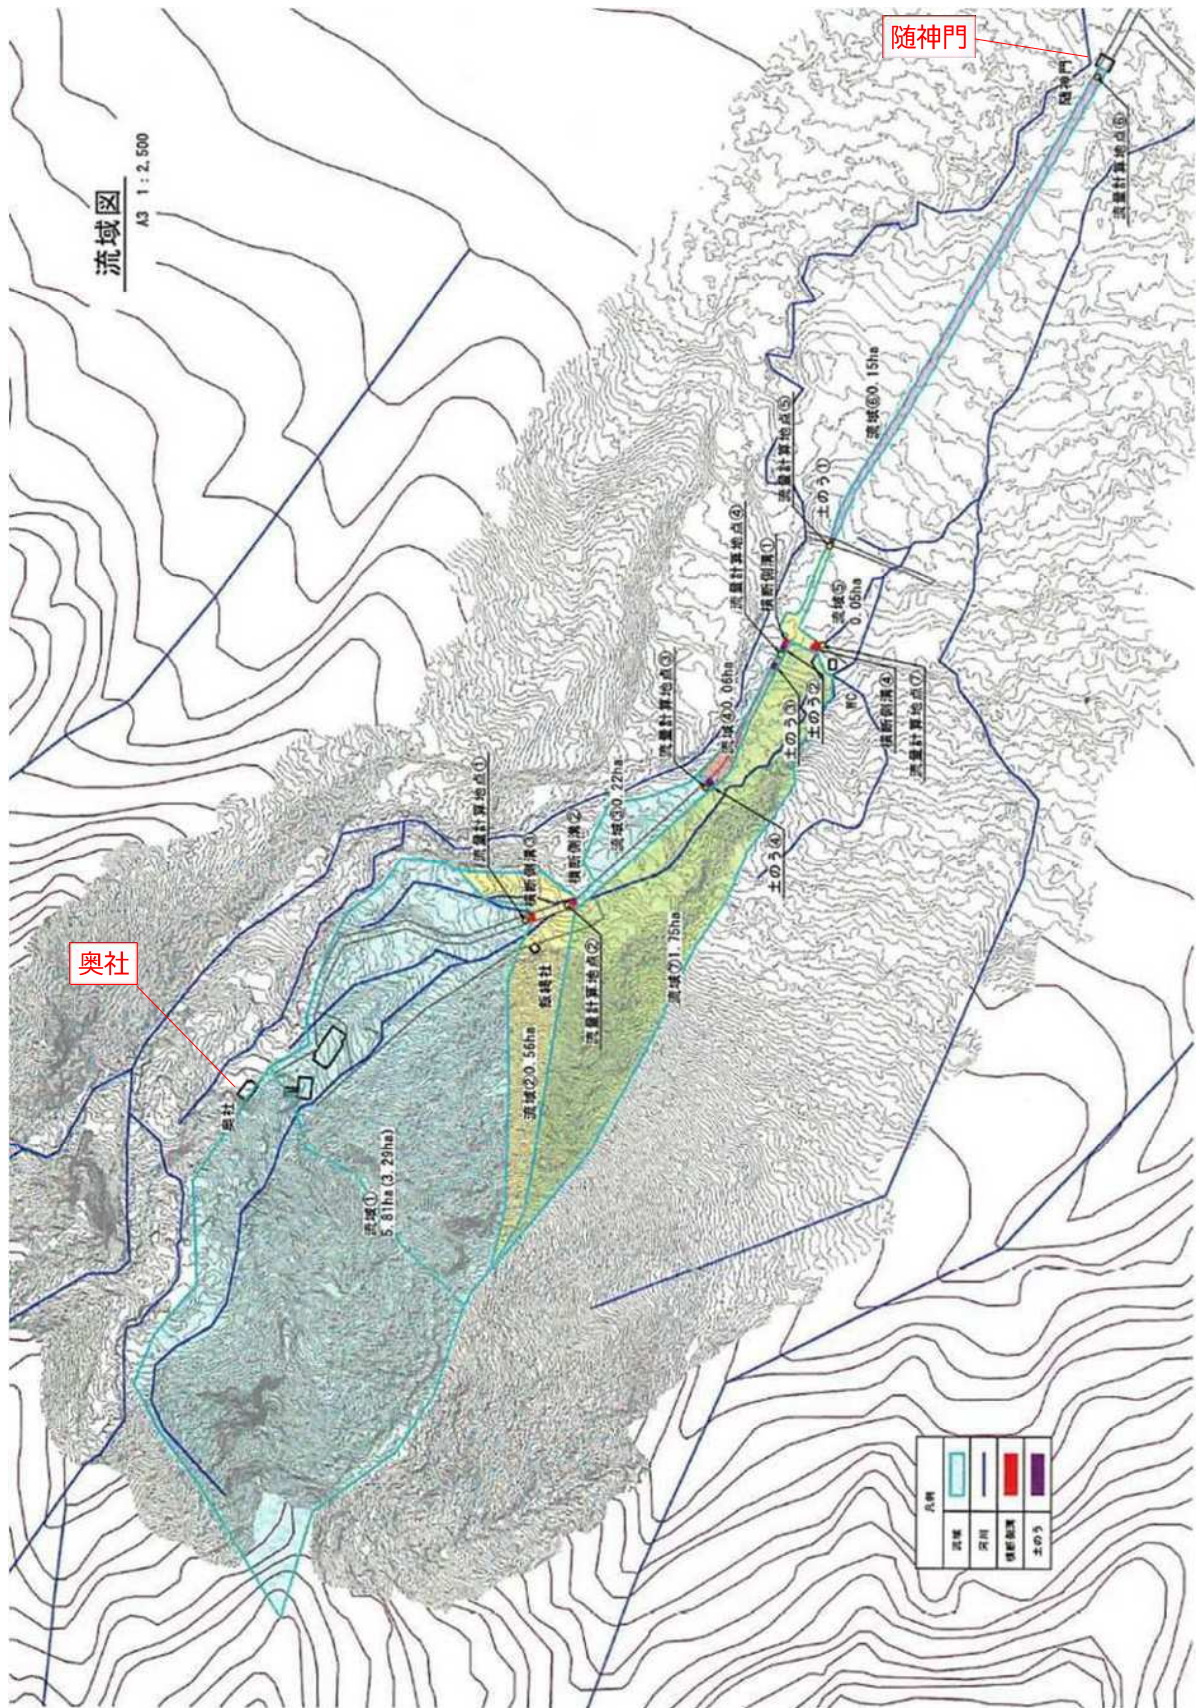 随神門
奥社
流域図
A3 1:2,500
随神門
流量計算地点⑥
流域⑥0.15ha
流量計算地点⑤
土のう①
流量計算地点④
横断側溝①
流域⑤
0.05ha
流量計算地点③
流域④0.06ha
土のう③
土のう②
WC
横断側溝④
流量計算地点⑦
流量計算地点①
横断側溝③
横断側溝②
流域③0.22ha
土のう④
飯縄社
流量計算地点②
流域⑦1.75ha
流域②0.56ha
奥社
流域①
5.81ha(3.29ha)
凡例
流域
河川
横断側溝
土のう